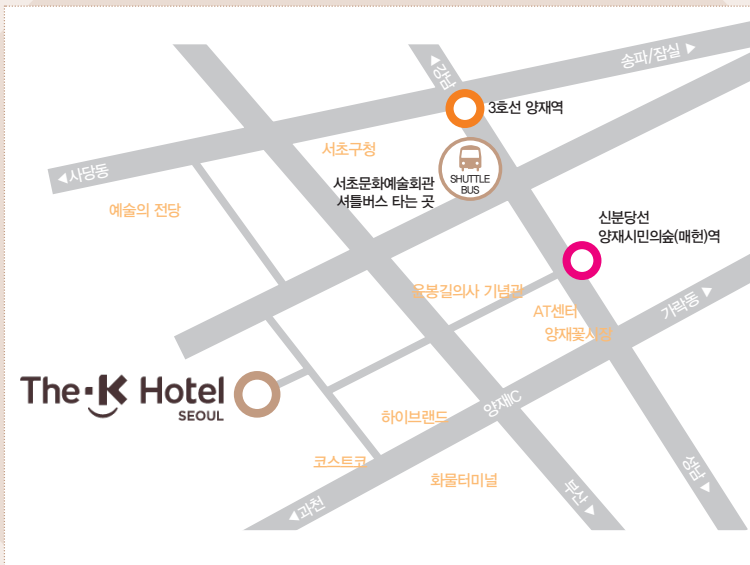 송파/잠실 ▶
◀강남
3호선 양재역
서초구청
◀사당동
SHUTTLE
BUS
서초문화예술회관
셔틀버스 타는 곳
예술의 전당
신분당선
양재시민의숲(매헌)역
윤봉길의사 기념관
AT센터
양재꽃시장
가락동 ▶
The·K Hotel
SEOUL
하이브랜드
양재IC
코스트코
화물터미널
성남 ▶
부산 ▶
◀과천